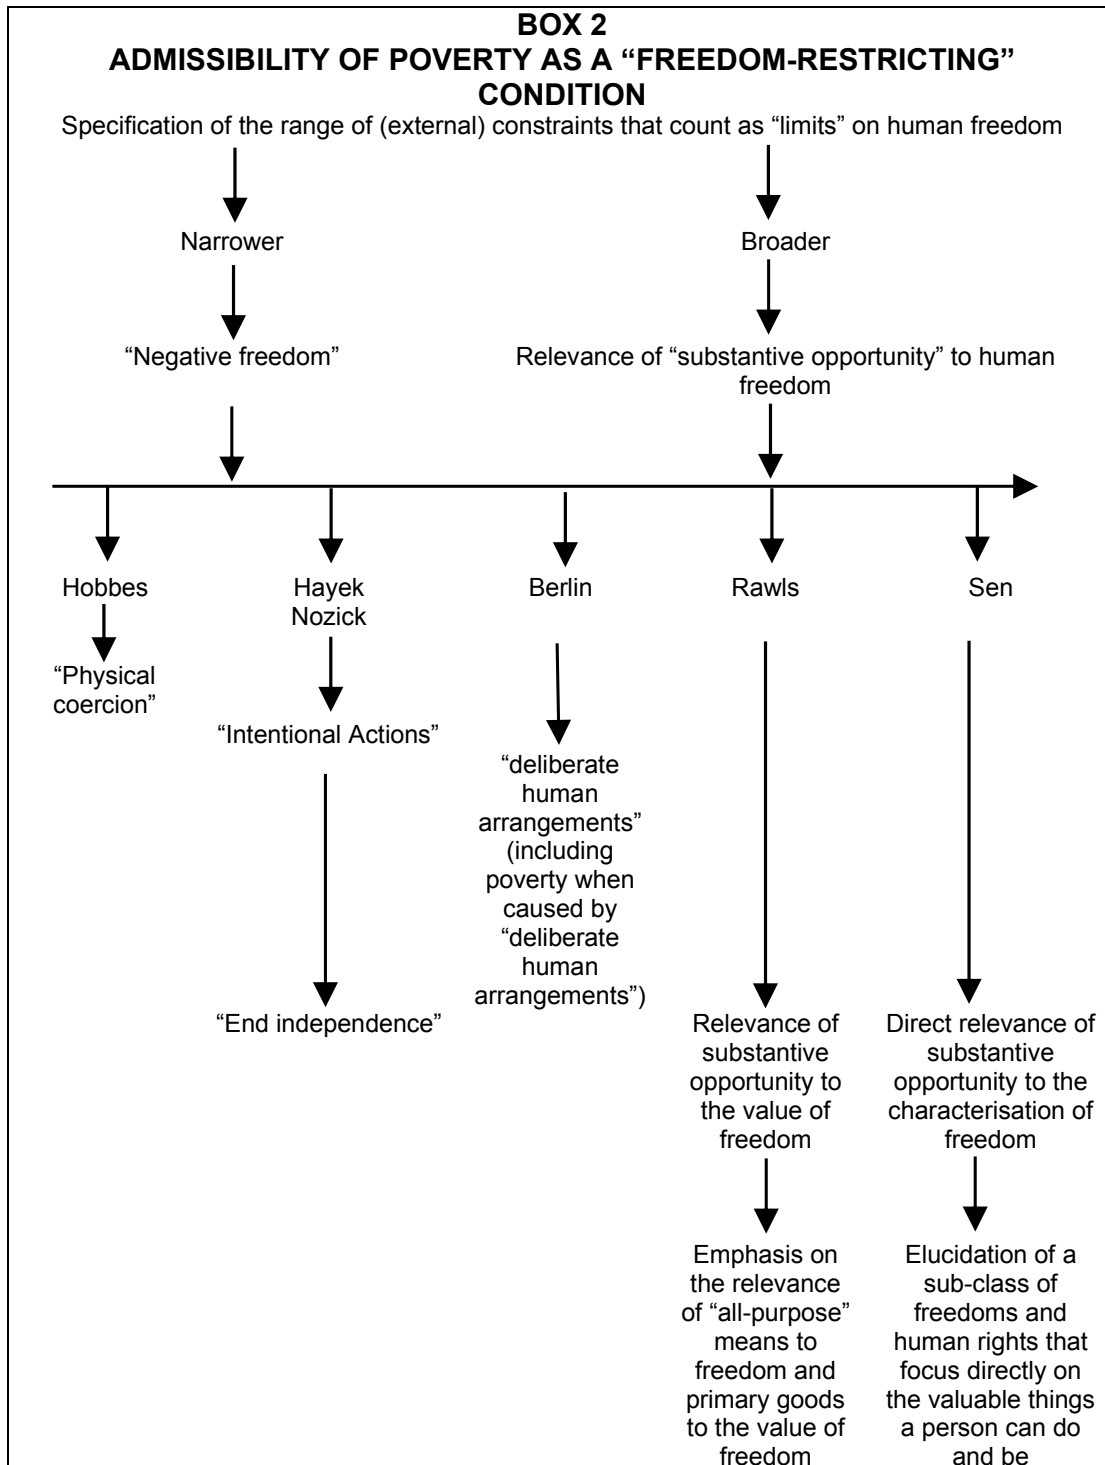 BOX 2
ADMISSIBILITY OF POVERTY AS A “FREEDOM-RESTRICTING”
CONDITION
Specification of the range of (external) constraints that count as “limits” on human freedom
Narrower
Broader
“Negative freedom”
Relevance of “substantive opportunity” to human
freedom
Hobbes
Hayek
Nozick
Berlin
Rawls
Sen
“Physical
coercion”
“Intentional Actions”
“End independence”
“deliberate
human
arrangements”
(including
poverty when
caused by
“deliberate
human
arrangements”)
Relevance of
substantive
opportunity to
the value of
freedom
Emphasis on
the relevance
of “all-purpose”
means to
freedom and
primary goods
to the value of
freedom
Direct relevance of
substantive
opportunity to the
characterisation of
freedom
Elucidation of a
sub-class of
freedoms and
human rights that
focus directly on
the valuable things
a person can do
and be